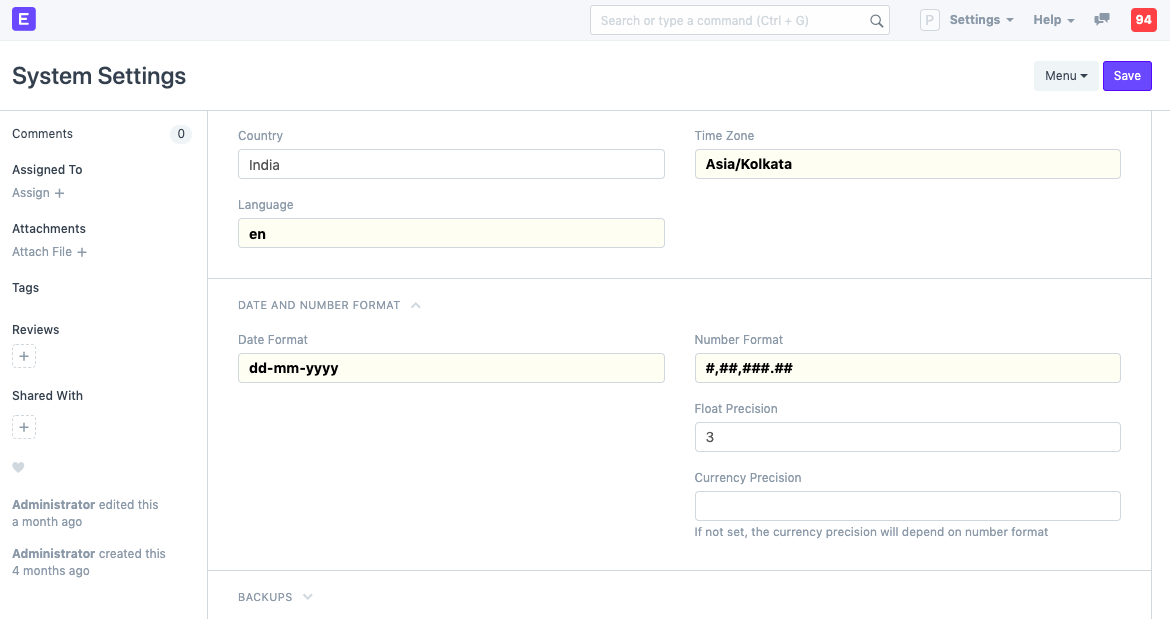 E
Search or type a command (Ctrl + G)
P
Settings
Help
94
System Settings
Menu
Save
Comments
0
Assigned To
Assign +
Attachments
Attach File +
Tags
Reviews
+
Shared With
+
Administrator edited this
a month ago
Administrator created this
4 months ago
Country
India
Time Zone
Asia/Kolkata
Language
en
DATE AND NUMBER FORMAT
Date Format
dd-mm-yyyy
Number Format
#,##,###.##
Float Precision
3
Currency Precision
If not set, the currency precision will depend on number format
BACKUPS